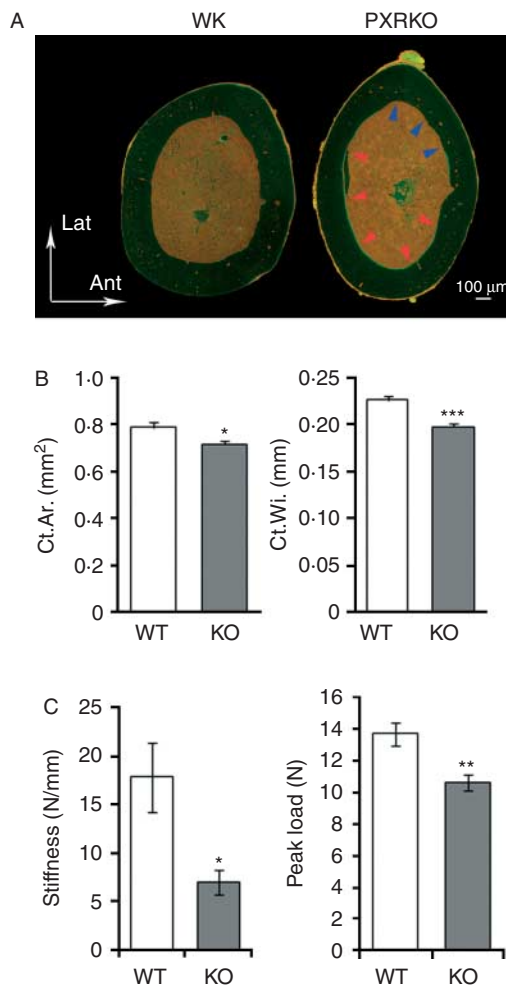 A
WK PXRKO
Lat
Ant
100 µm
B
Ct.Ar. (mm²)
1·0
0·8
0·6
0·4
0·2
0
*
WT KO
Ct.Wi. (mm)
0·25
0·20
0·15
0·10
0·05
0
***
WT KO
C
Stiffness (N/mm)
25
20
15
10
5
0
*
WT KO
Peak load (N)
16
14
12
10
8
6
4
2
0
**
WT KO